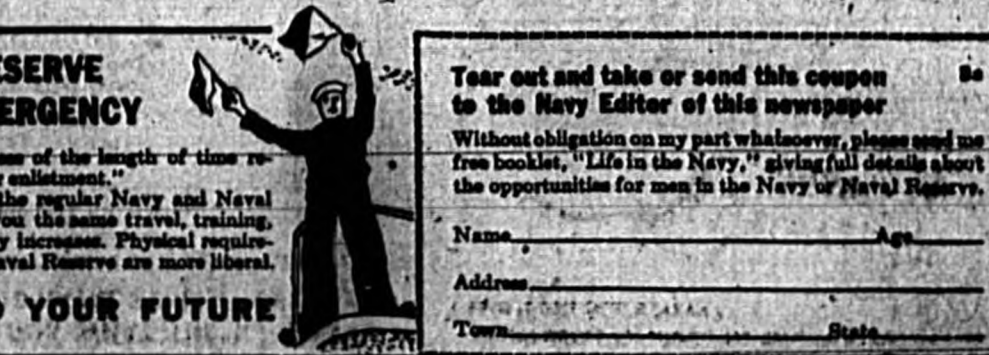 ESERVE
ERGENCY
ess of the length of time re-
r enlistment."
the regular Navy and Naval
ou the same travel, training,
y increases. Physical require-
aval Reserve are more liberal.
YOUR FUTURE
Tear out and take or send this coupon
to the Navy Editor of this newspaper
Without obligation on my part whatsoever, please send me
free booklet, "Life in the Navy," giving full details about
the opportunities for men in the Navy or Naval Reserve.
Name Age
Address
Town State